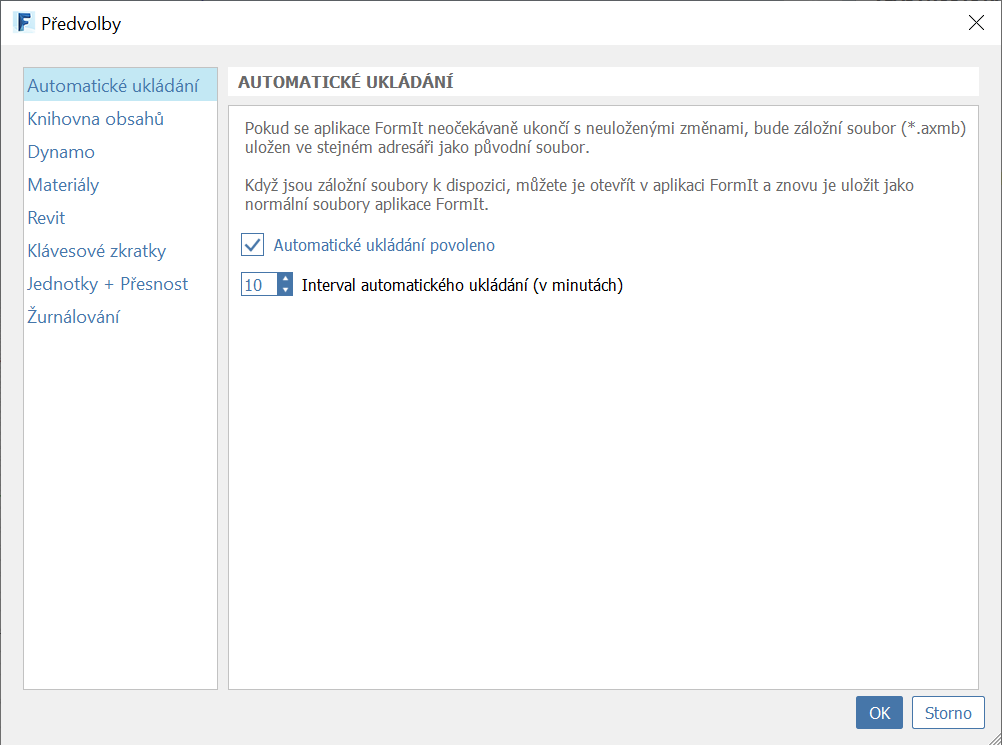 Předvolby
Automatické ukládání
Knihovna obsahů
Dynamo
Materiály
Revit
Klávesové zkratky
Jednotky + Přesnost
Žurnálování
AUTOMATICKÉ UKLÁDÁNÍ
Pokud se aplikace FormIt neočekávaně ukončí s neuloženými změnami, bude záložní soubor (*.axmb)
uložen ve stejném adresáři jako původní soubor.
Když jsou záložní soubory k dispozici, můžete je otevřít v aplikaci FormIt a znovu je uložit jako
normální soubory aplikace FormIt.
Automatické ukládání povoleno
10 Interval automatického ukládání (v minutách)
OK Storno